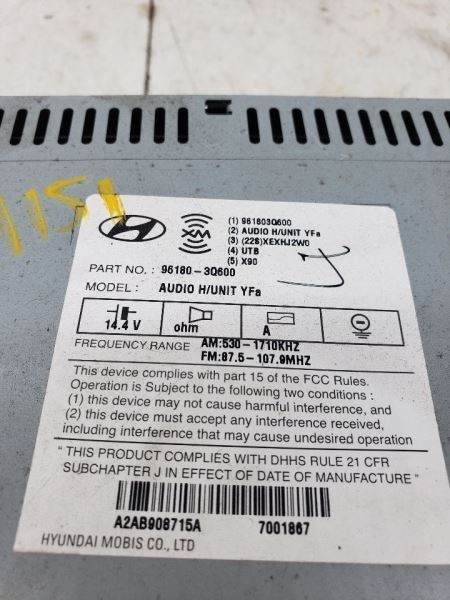 1151
XM
(1) 961803Q600
(2) AUDIO H/UNIT YFa
(3) (228)XEXHJ2W0
(4) UTB
(5) X90
PART NO. : 96180-3Q600
MODEL : AUDIO H/UNIT YFa
14.4 V ohm A
FREQUENCY RANGE AM:530-1710KHZ
FM:87.5-107.9MHZ
This device complies with part 15 of the FCC Rules.
Operation is Subject to the following two conditions :
(1) this device may not cause harmful interference, and
(2) this device must accept any interference received,
including interference that may cause undesired operation
"THIS PRODUCT COMPLIES WITH DHHS RULE 21 CFR
SUBCHAPTER J IN EFFECT OF DATE OF MANUFACTURE"
A2AB908715A 7001867
HYUNDAI MOBIS CO., LTD